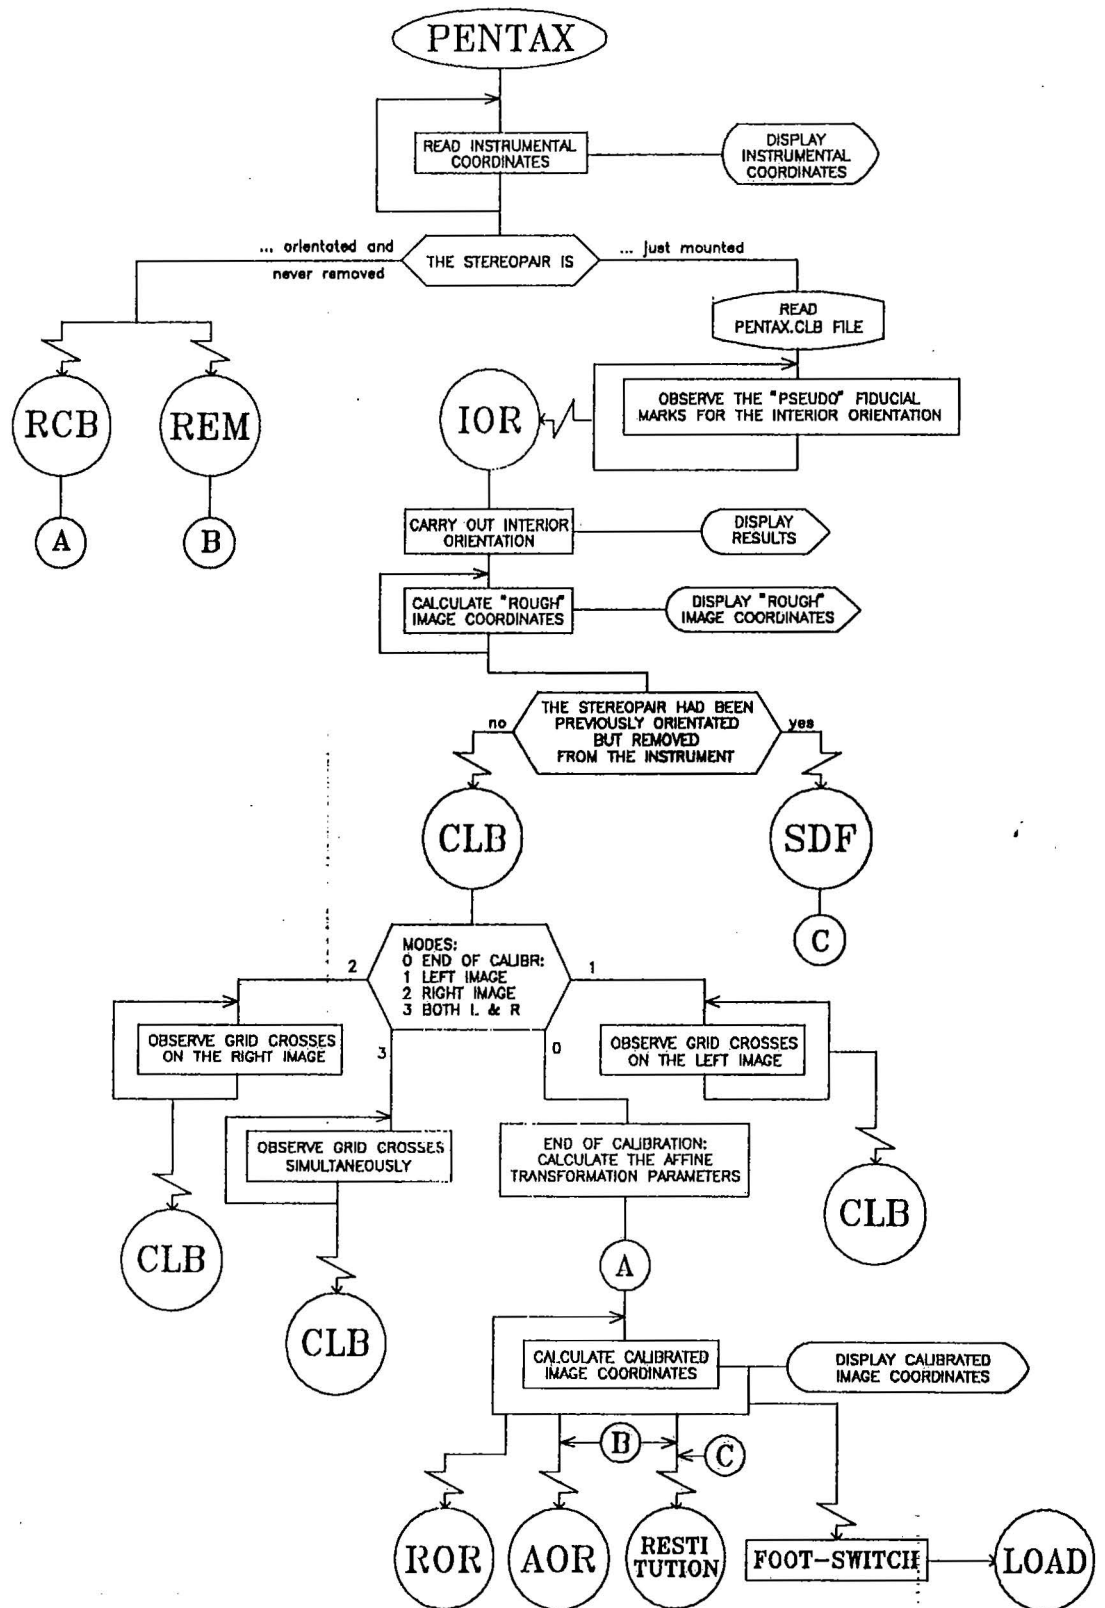 PENTAX
READ INSTRUMENTAL
COORDINATES
DISPLAY
INSTRUMENTAL
COORDINATES
... orientated and
never removed
THE STEREOPAIR IS
... just mounted
READ
PENTAX.CLB FILE
OBSERVE THE "PSEUDO" FIDUCIAL
MARKS FOR THE INTERIOR ORIENTATION
RCB
REM
IOR
A
B
CARRY OUT INTERIOR
ORIENTATION
DISPLAY
RESULTS
CALCULATE "ROUGH"
IMAGE COORDINATES
DISPLAY "ROUGH"
IMAGE COORDINATES
no
THE STEREOPAIR HAD BEEN
PREVIOUSLY ORIENTATED
BUT REMOVED
FROM THE INSTRUMENT
yes
CLB
SDF
C
MODES:
0 END OF CALIBR:
1 LEFT IMAGE
2 RIGHT IMAGE
3 BOTH L & R
2
1
3
0
OBSERVE GRID CROSSES
ON THE RIGHT IMAGE
OBSERVE GRID CROSSES
ON THE LEFT IMAGE
OBSERVE GRID CROSSES
SIMULTANEOUSLY
END OF CALIBRATION:
CALCULATE THE AFFINE
TRANSFORMATION PARAMETERS
CLB
CLB
CLB
A
CALCULATE CALIBRATED
IMAGE COORDINATES
DISPLAY CALIBRATED
IMAGE COORDINATES
B
C
ROR
AOR
RESTI
TUTION
FOOT-SWITCH
LOAD